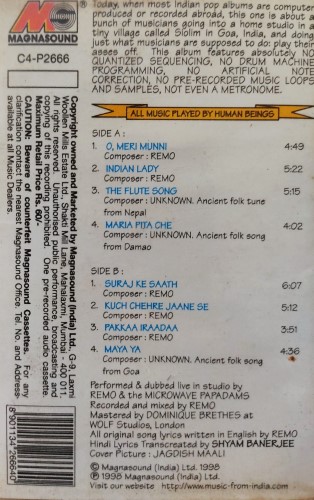 MAGNASOUND
C4-P2666
Today, when most Indian pop albums are computer
produced or recorded abroad, this one is about a
bunch of musicians going into a home studio in a
tiny village called Siolim in Goa, India, and doing
just what musicians are supposed to do play their
asses off. This album features absolutely NO
QUANTIZED SEQUENCING, NO DRUM MACHINE
PROGRAMMING, NO ARTIFICIAL NOTE
CORRECTION, NO PRE-RECORDED MUSIC LOOPS
AND SAMPLES, NOT EVEN A METRONOME.
ALL MUSIC PLAYED BY HUMAN BEINGS
SIDE A :
1. O, MERI MUNNI 4:49
Composer : REMO
2. INDIAN LADY 5:22
Composer : REMO
3. THE FLUTE SONG 5:15
Composer : UNKNOWN. Ancient folk tune
from Nepal
4. MARIA PITA CHE 4:02
Composer : UNKNOWN. Ancient folk song
from Damao
SIDE B :
1. SURAJ KE SAATH 6:07
Composer : REMO
2. KUCH CHEHRE JAANE SE 5:12
Composer : REMO
3. PAKKAA IRAADAA 3:51
Composer : REMO
4. MAYA YA 4:36
Composer : UNKNOWN. Ancient folk song
from Goa
Performed & dubbed live in studio by
REMO & the MICROWAVE PAPADAMS
Recorded and mixed by REMO
Mastered by DOMINIQUE BRETHES at
WOLF Studios, London
All original song lyrics written in English by REMO
Hindi Lyrics Transcreated by SHYAM BANERJEE
Cover Picture : JAGDISH MAALI
© Magnasound (India) Ltd. 1998
℗ 1998 Magnasound (India) Ltd.
Visit our website http://www.music-from-india.com
Copyright owned and Marketed by Magnasound (India) Ltd. G-9, Laxmi
Woollen Mills Estate Ltd., Shakti Mill Lane, Mahalaxmi, Mumbai - 400 011.
All rights reserved. Unauthorised public performance, broadcasting and
copying of this recording prohibited. One pre-recorded audio cassette.
Maximum Retail Price Rs. 60/-
CAUTION: Beware of counterfeit Magnasound Cassettes. For any
clarification contact the nearest Magnasound Office. Tel. No. and Address
available at all Music Dealers.